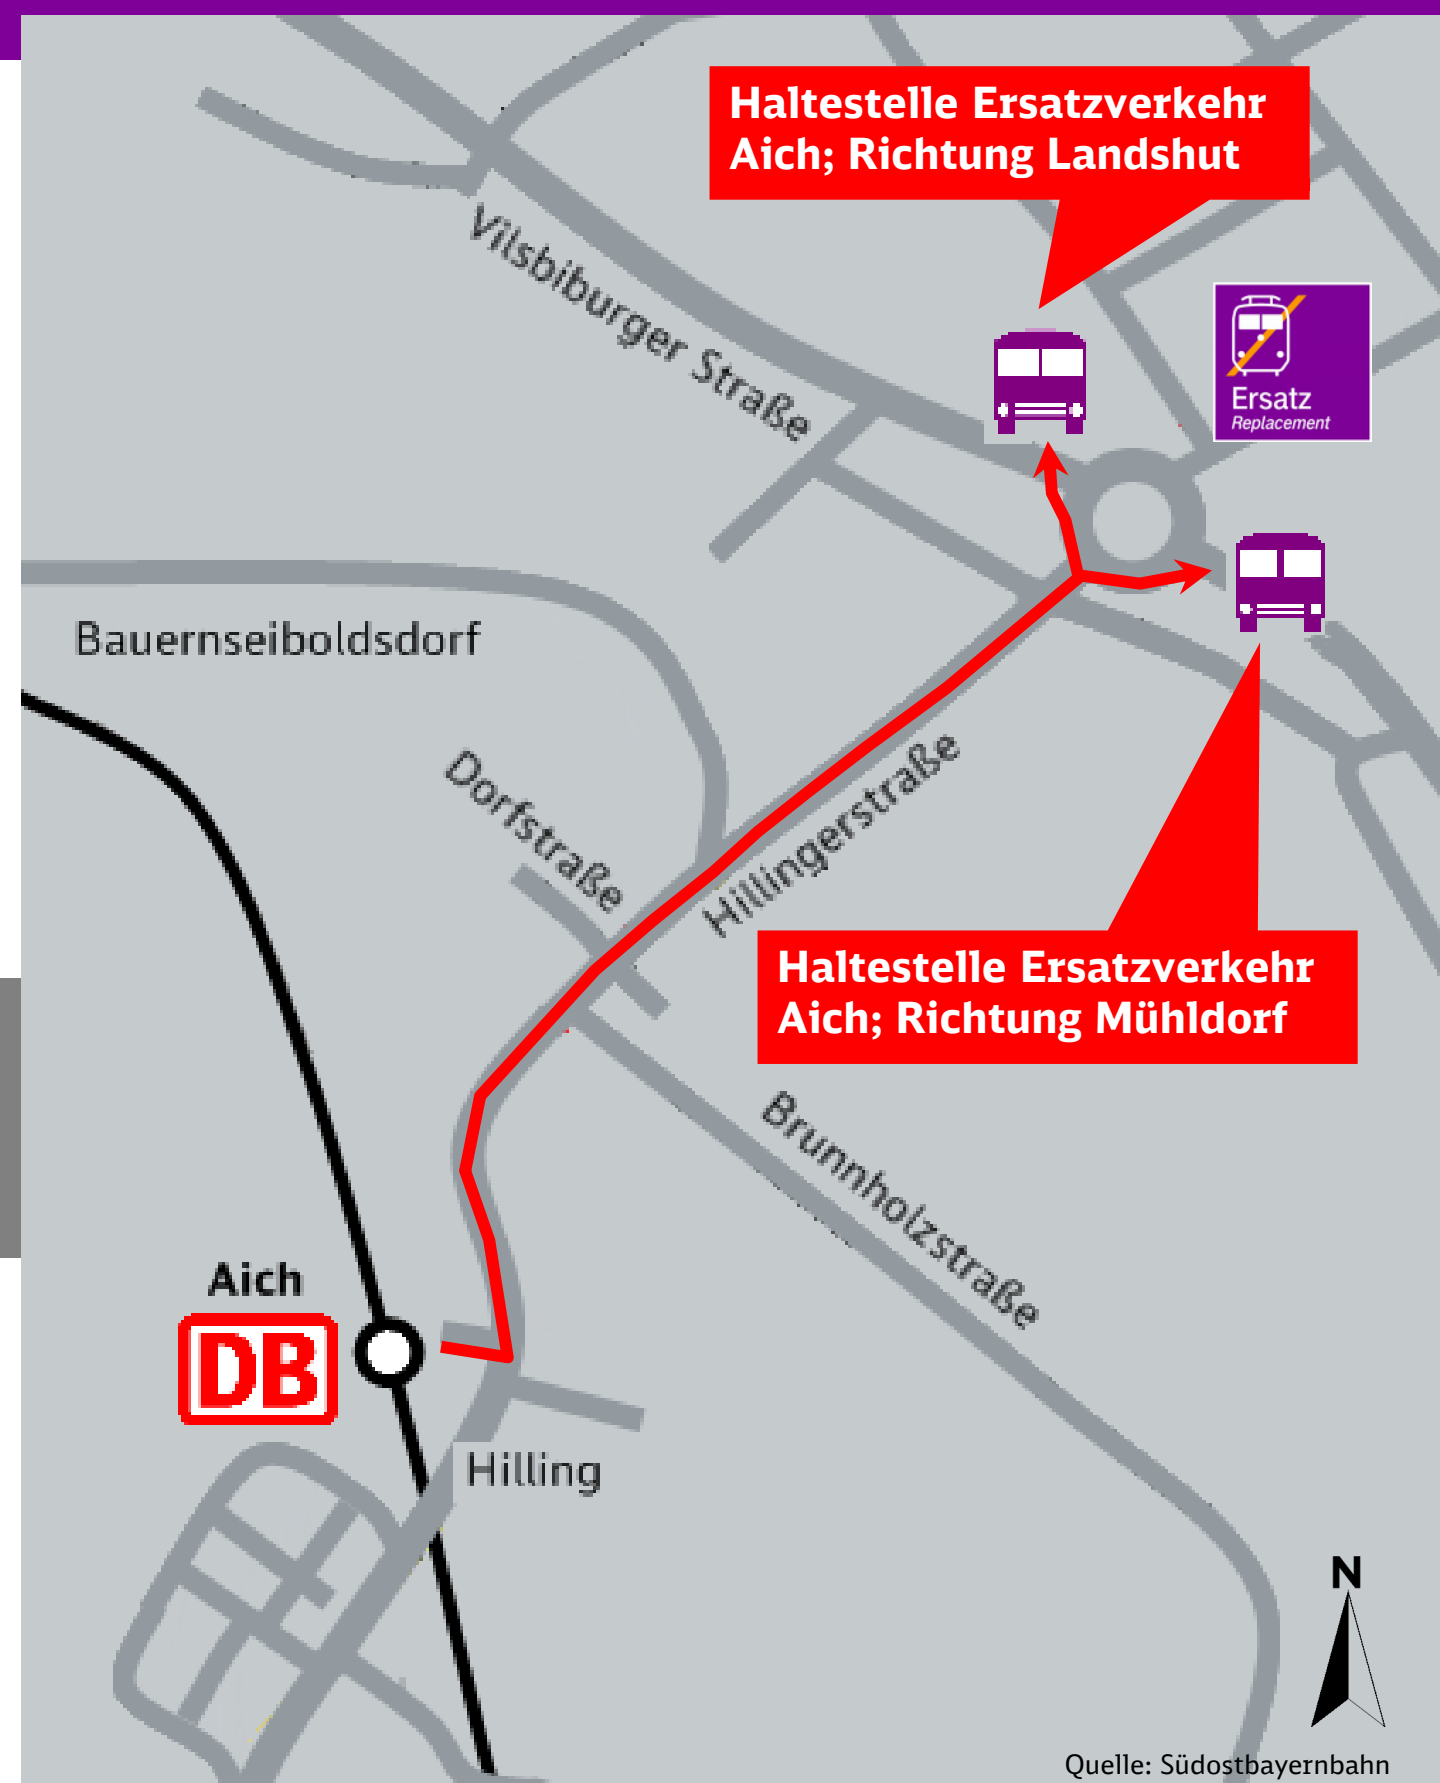 Haltestelle Ersatzverkehr
Aich; Richtung Landshut
Vilsbiburger Straße
Ersatz
Replacement
Bauernseiboldsdorf
Dorfstraße
Hillingerstraße
Haltestelle Ersatzverkehr
Aich; Richtung Mühldorf
Brunnholzstraße
Aich
DB
Hilling
N
Quelle: Südostbayernbahn